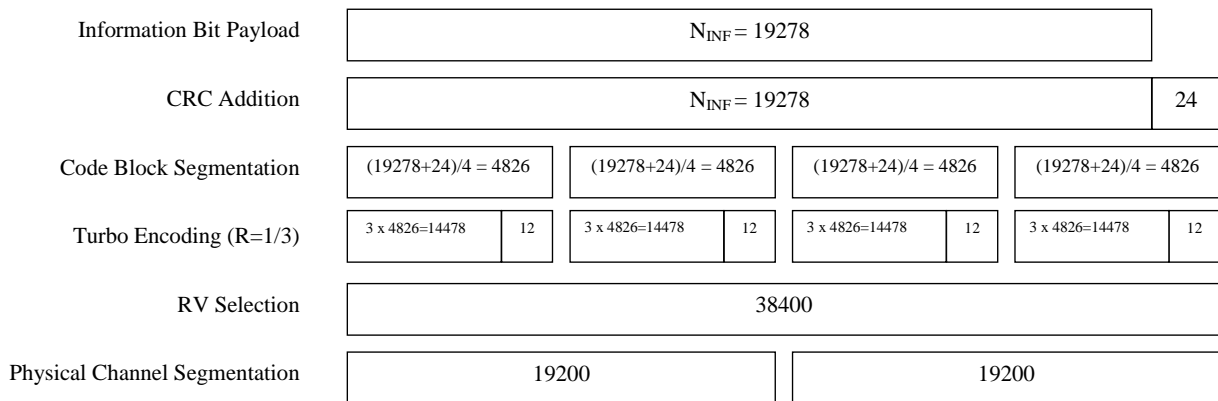 Information Bit Payload
N_INF = 19278
CRC Addition
N_INF = 19278
24
Code Block Segmentation
(19278+24)/4 = 4826
(19278+24)/4 = 4826
(19278+24)/4 = 4826
(19278+24)/4 = 4826
Turbo Encoding (R=1/3)
3 x 4826=14478
12
3 x 4826=14478
12
3 x 4826=14478
12
3 x 4826=14478
12
RV Selection
38400
Physical Channel Segmentation
19200
19200